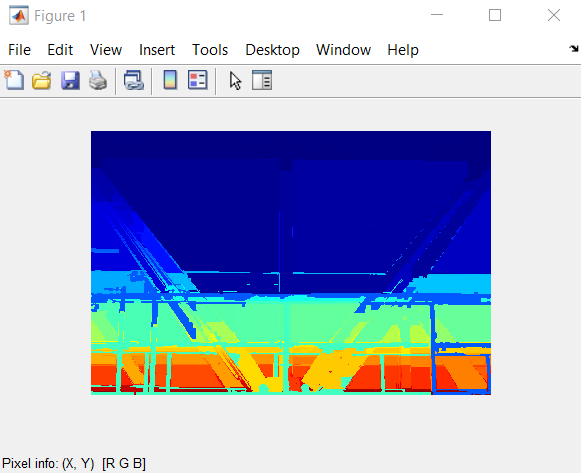 Figure 1
File Edit View Insert Tools Desktop Window Help
Pixel info: (X, Y) [R G B]